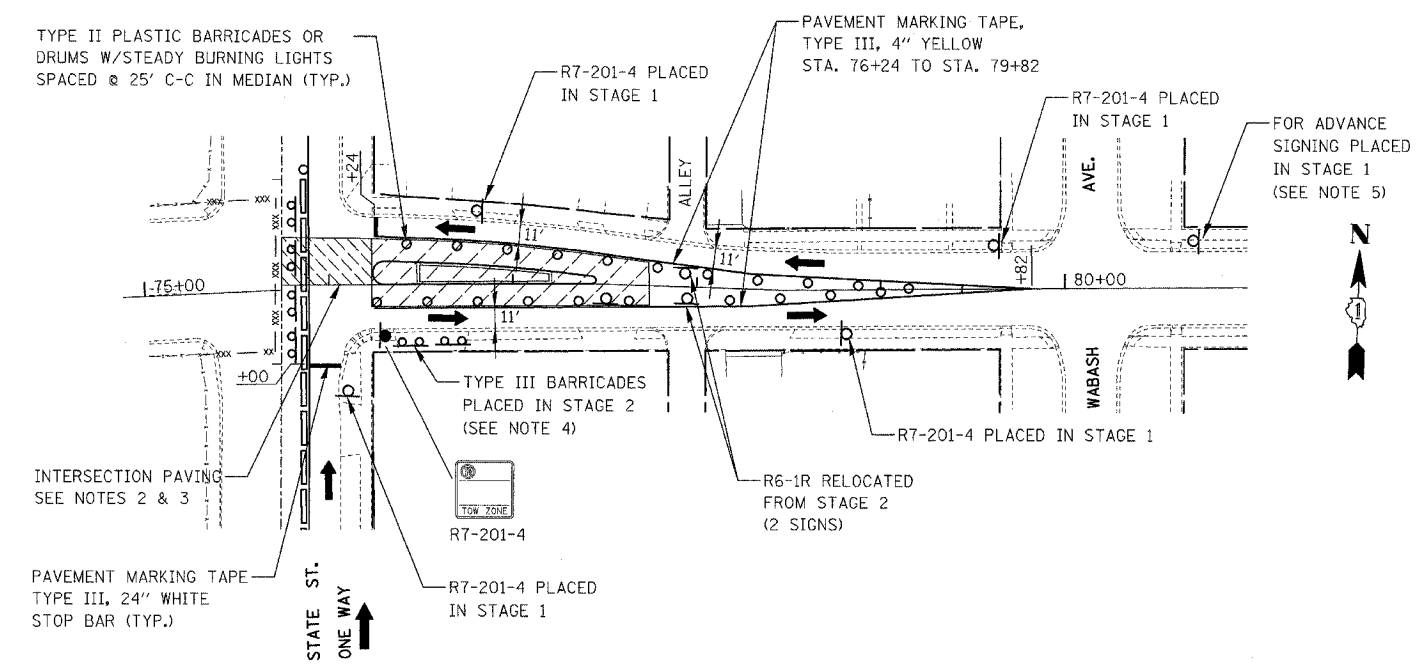 TYPE II PLASTIC BARRICADES OR
DRUMS W/STEADY BURNING LIGHTS
SPACED @ 25' C-C IN MEDIAN (TYP.)
R7-201-4 PLACED
IN STAGE 1
PAVEMENT MARKING TAPE,
TYPE III, 4" YELLOW
STA. 76+24 TO STA. 79+82
R7-201-4 PLACED
IN STAGE 1
FOR ADVANCE
SIGNING PLACED
IN STAGE 1
(SEE NOTE 5)
+24
ALLEY
AVE.
XXX
XXX
11'
11'
N
1
+82
75+00
80+00
11'
XXX
XX
+00
WABASH
TYPE III BARRICADES
PLACED IN STAGE 2
(SEE NOTE 4)
R7-201-4 PLACED IN STAGE 1
INTERSECTION PAVING
SEE NOTES 2 & 3
TOW ZONE
R7-201-4
R6-1R RELOCATED
FROM STAGE 2
(2 SIGNS)
PAVEMENT MARKING TAPE
TYPE III, 24" WHITE
STOP BAR (TYP.)
STATE ST.
ONE WAY
R7-201-4 PLACED
IN STAGE 1